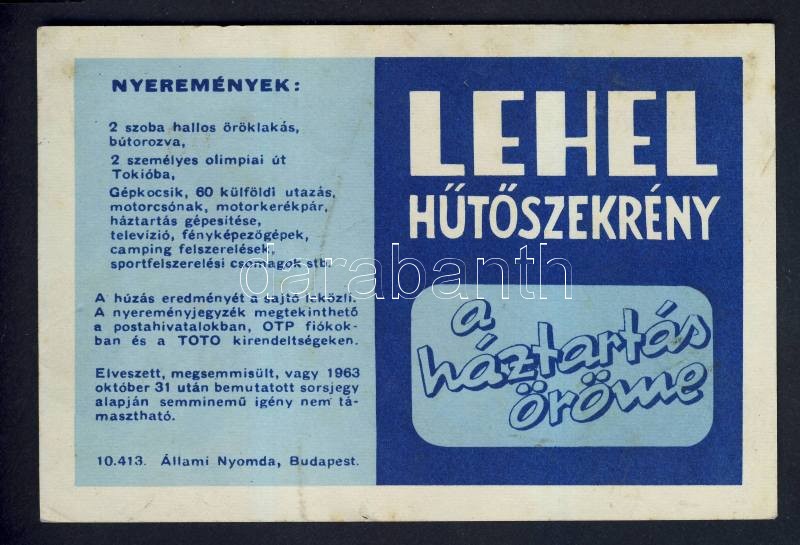 NYEREMÉNYEK:
2 szoba hallos öröklakás,
bútorozva,
2 személyes olimpiai út
Tokióba,
Gépkocsik, 60 külföldi utazás,
motorcsónak, motorkerékpár,
háztartás gépesítése,
televízió, fényképezőgépek,
camping felszerelések,
sportfelszerelési csomagok stb.
A húzás eredményét a sajtó leközli.
A nyereményjegyzék megtekinthető
a postahivatalokban, OTP fiókok-
ban és a TOTO kirendeltségeken.
Elveszett, megsemmisült, vagy 1963
október 31 után bemutatott sorsjegy
alapján semminemű igény nem tá-
masztható.
10.413. Állami Nyomda, Budapest.
LEHEL
HŰTŐSZEKRÉNY
a
háztartás
öröme
darabanth